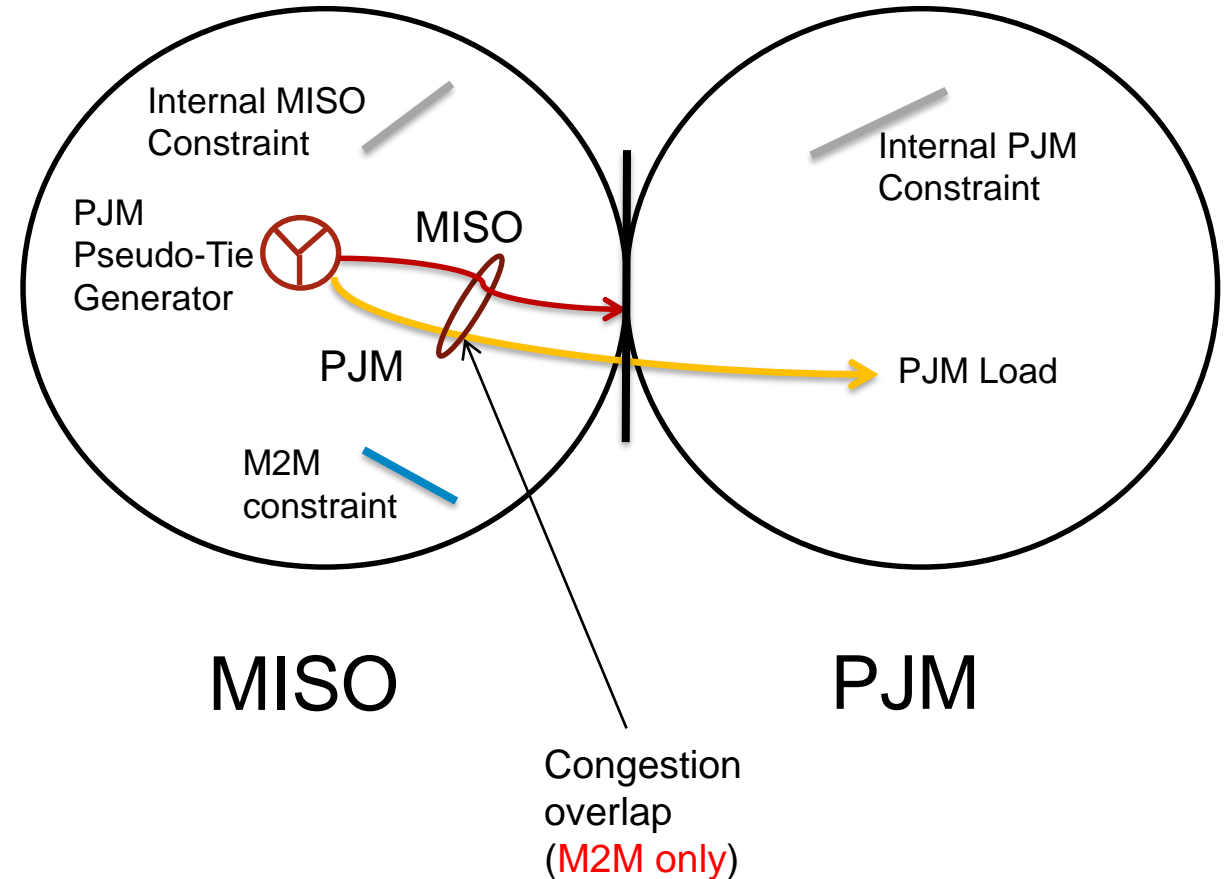 Internal MISO
Constraint
Internal PJM
Constraint
PJM
Pseudo-Tie
Generator
MISO
PJM
PJM Load
M2M
constraint
MISO
PJM
Congestion
overlap
(M2M only)